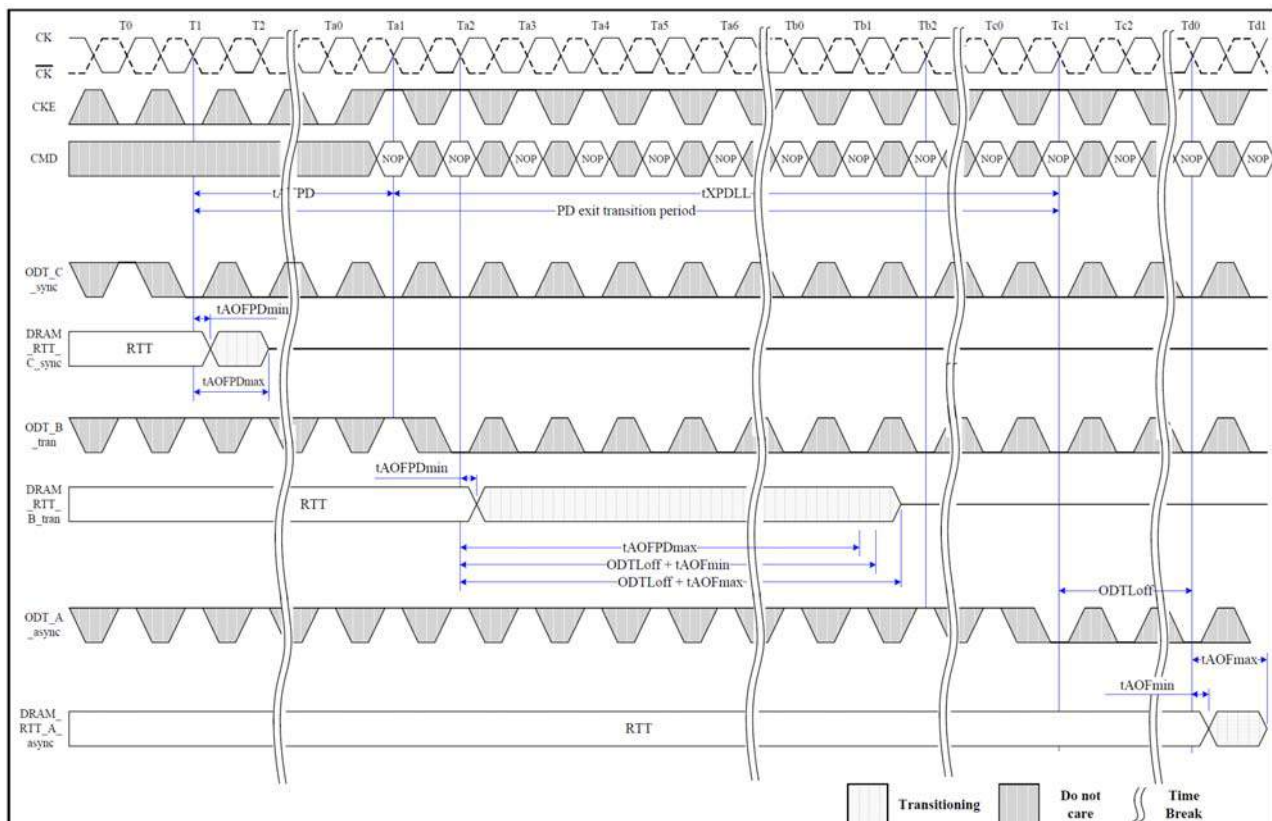 T0 T1 T2 Ta0 Ta1 Ta2 Ta3 Ta4 Ta5 Ta6 Tb0 Tb1 Tb2 Tc0 Tc1 Tc2 Td0 Td1
CK
CK
CKE
CMD
NOP NOP NOP NOP NOP NOP NOP NOP NOP NOP NOP NOP NOP NOP
tXPDLL
PD exit transition period
ODT_C
_sync
tAOFPDmin
DRAM
_RTT_
C_sync
RTT
tAOFPDmax
ODT_B
_tran
tAOFPDmin
DRAM
_RTT_
B_tran
RTT
tAOFPDmax
ODTLoff + tAOFmin
ODTLoff + tAOFmax
ODTLoff
ODT_A
_async
tAOFmax
tAOFmin
DRAM_
RTT_A_
async
RTT
Transitioning
Do not
care
Time
Break